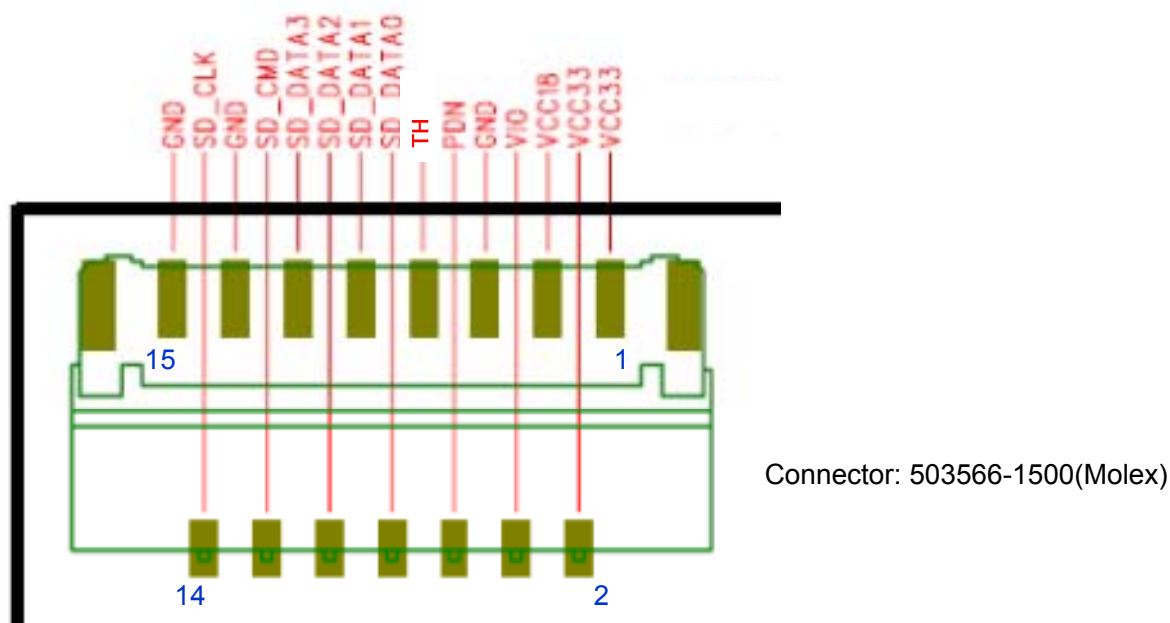 GND
SD_CLK
GND
SD_CMD
SD_DATA3
SD_DATA2
SD_DATA1
SD_DATA0
TH
PDN
GND
VIO
VCC18
VCC33
VCC33
15
1
Connector: 503566-1500(Molex)
14
2